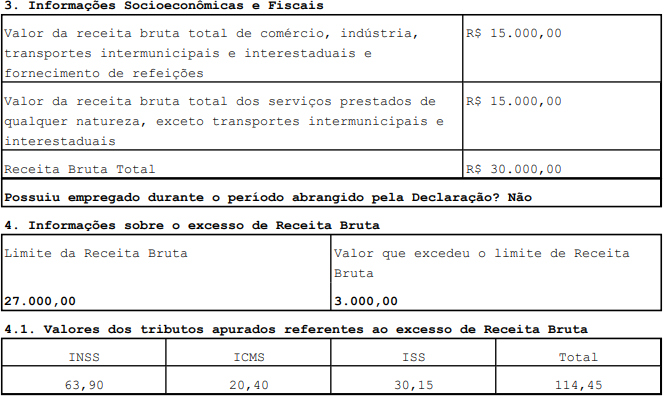 3. Informações Socioeconômicas e Fiscais
Valor da receita bruta total de comércio, indústria,
transportes intermunicipais e interestaduais e
fornecimento de refeições
R$ 15.000,00
Valor da receita bruta total dos serviços prestados de
qualquer natureza, exceto transportes intermunicipais e
interestaduais
R$ 15.000,00
Receita Bruta Total
R$ 30.000,00
Possuiu empregado durante o período abrangido pela Declaração? Não
4. Informações sobre o excesso de Receita Bruta
Limite da Receita Bruta
Valor que excedeu o limite de Receita
Bruta
27.000,00
3.000,00
4.1. Valores dos tributos apurados referentes ao excesso de Receita Bruta
INSS ICMS ISS Total
63,90 20,40 30,15 114,45